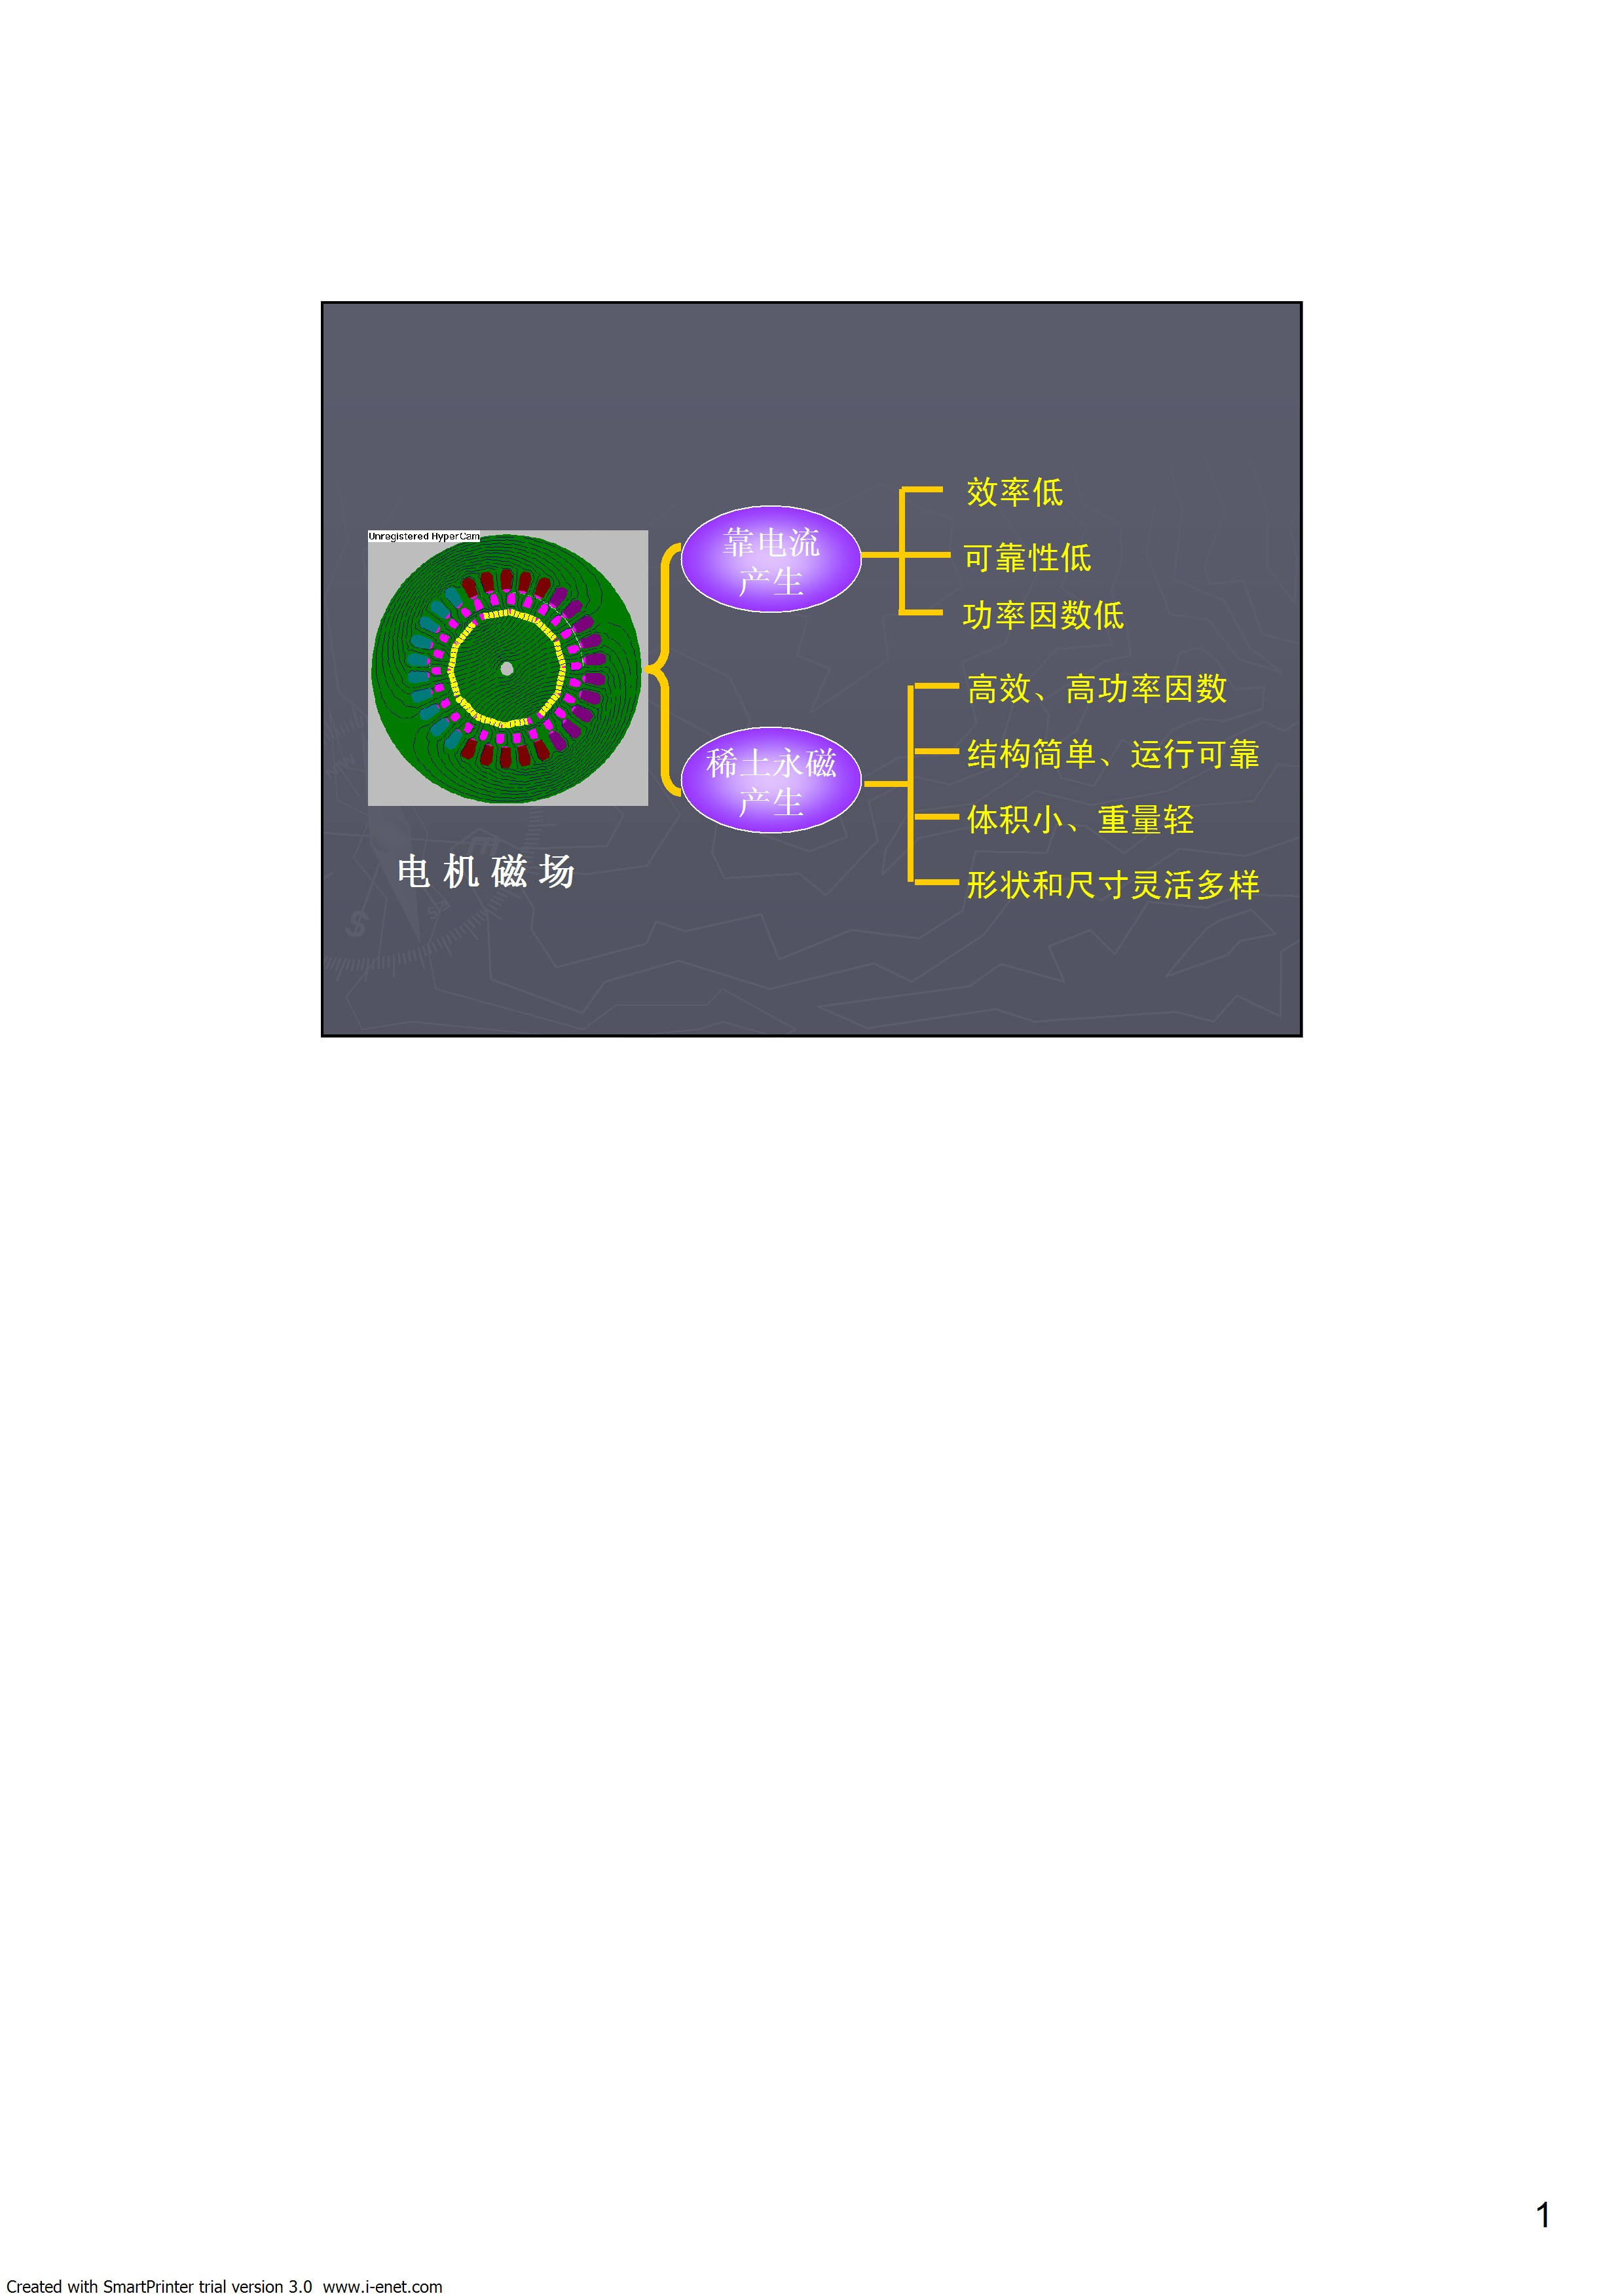 Unregistered HyperCam
电机磁场
靠电流
产生
效率低
可靠性低
功率因数低
稀土永磁
产生
高效、高功率因数
结构简单、运行可靠
体积小、重量轻
形状和尺寸灵活多样
S
SE
E
1
Created with SmartPrinter trial version 3.0 www.i-enet.com